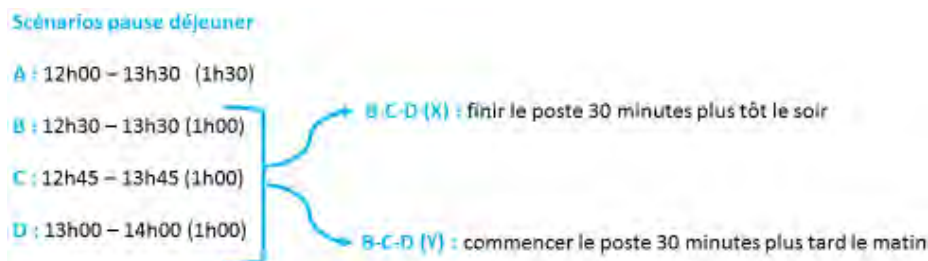 Scénarios pause déjeuner
A : 12h00 – 13h30 (1h30)
B : 12h30 – 13h30 (1h00)
C : 12h45 – 13h45 (1h00)
D : 13h00 – 14h00 (1h00)
B-C-D (X) : finir le poste 30 minutes plus tôt le soir
B-C-D (Y) : commencer le poste 30 minutes plus tard le matin